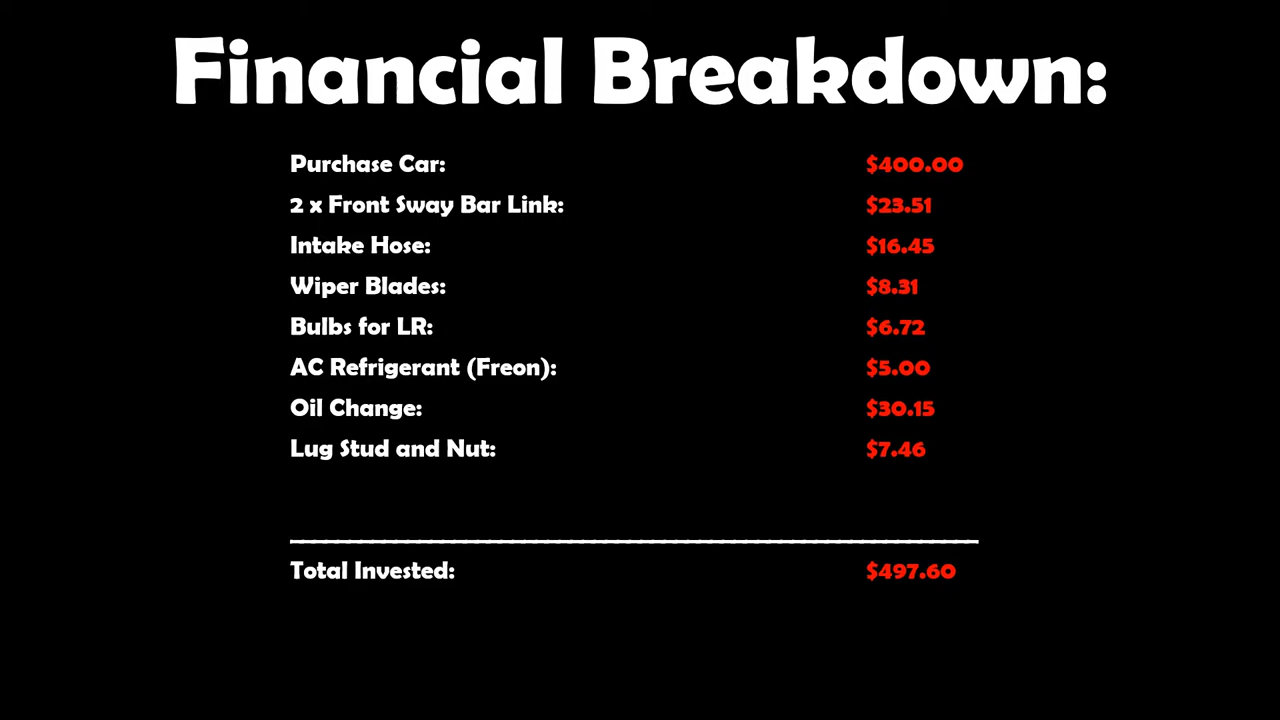 Financial Breakdown:
Purchase Car: $400.00
2 x Front Sway Bar Link: $23.51
Intake Hose: $16.45
Wiper Blades: $8.31
Bulbs for LR: $6.72
AC Refrigerant (Freon): $5.00
Oil Change: $30.15
Lug Stud and Nut: $7.46
Total Invested: $497.60